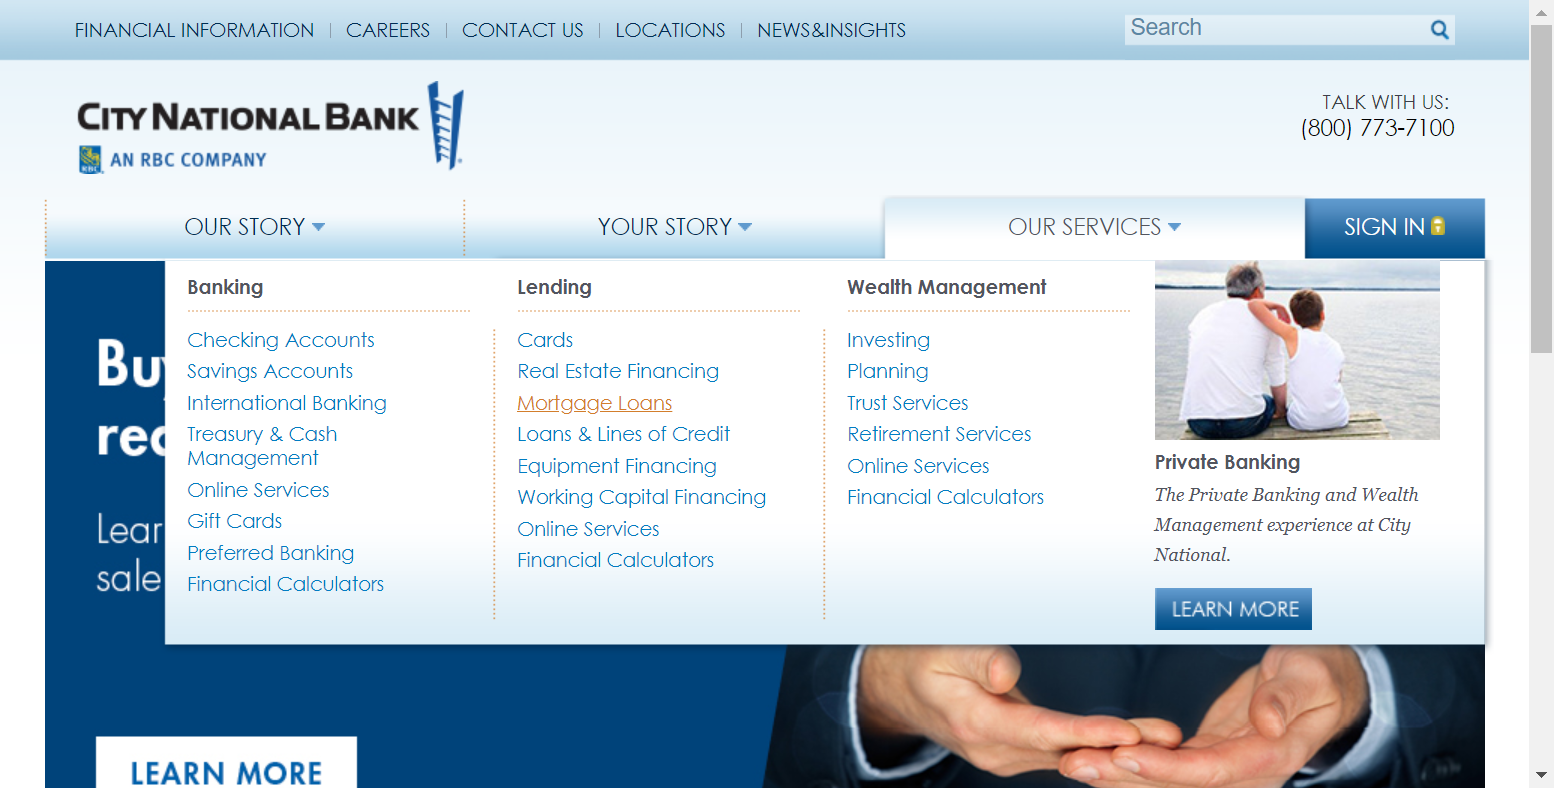 FINANCIAL INFORMATION | CAREERS | CONTACT US | LOCATIONS | NEWS&INSIGHTS
Search
CITY NATIONAL BANK
RBC
AN RBC COMPANY
TALK WITH US:
(800) 773-7100
OUR STORY
YOUR STORY
OUR SERVICES
SIGN IN
Banking
Checking Accounts
Savings Accounts
International Banking
Treasury & Cash
Management
Online Services
Gift Cards
Preferred Banking
Financial Calculators
Lending
Cards
Real Estate Financing
Mortgage Loans
Loans & Lines of Credit
Equipment Financing
Working Capital Financing
Online Services
Financial Calculators
Wealth Management
Investing
Planning
Trust Services
Retirement Services
Online Services
Financial Calculators
Private Banking
The Private Banking and Wealth
Management experience at City
National.
LEARN MORE
sale
LEARN MORE